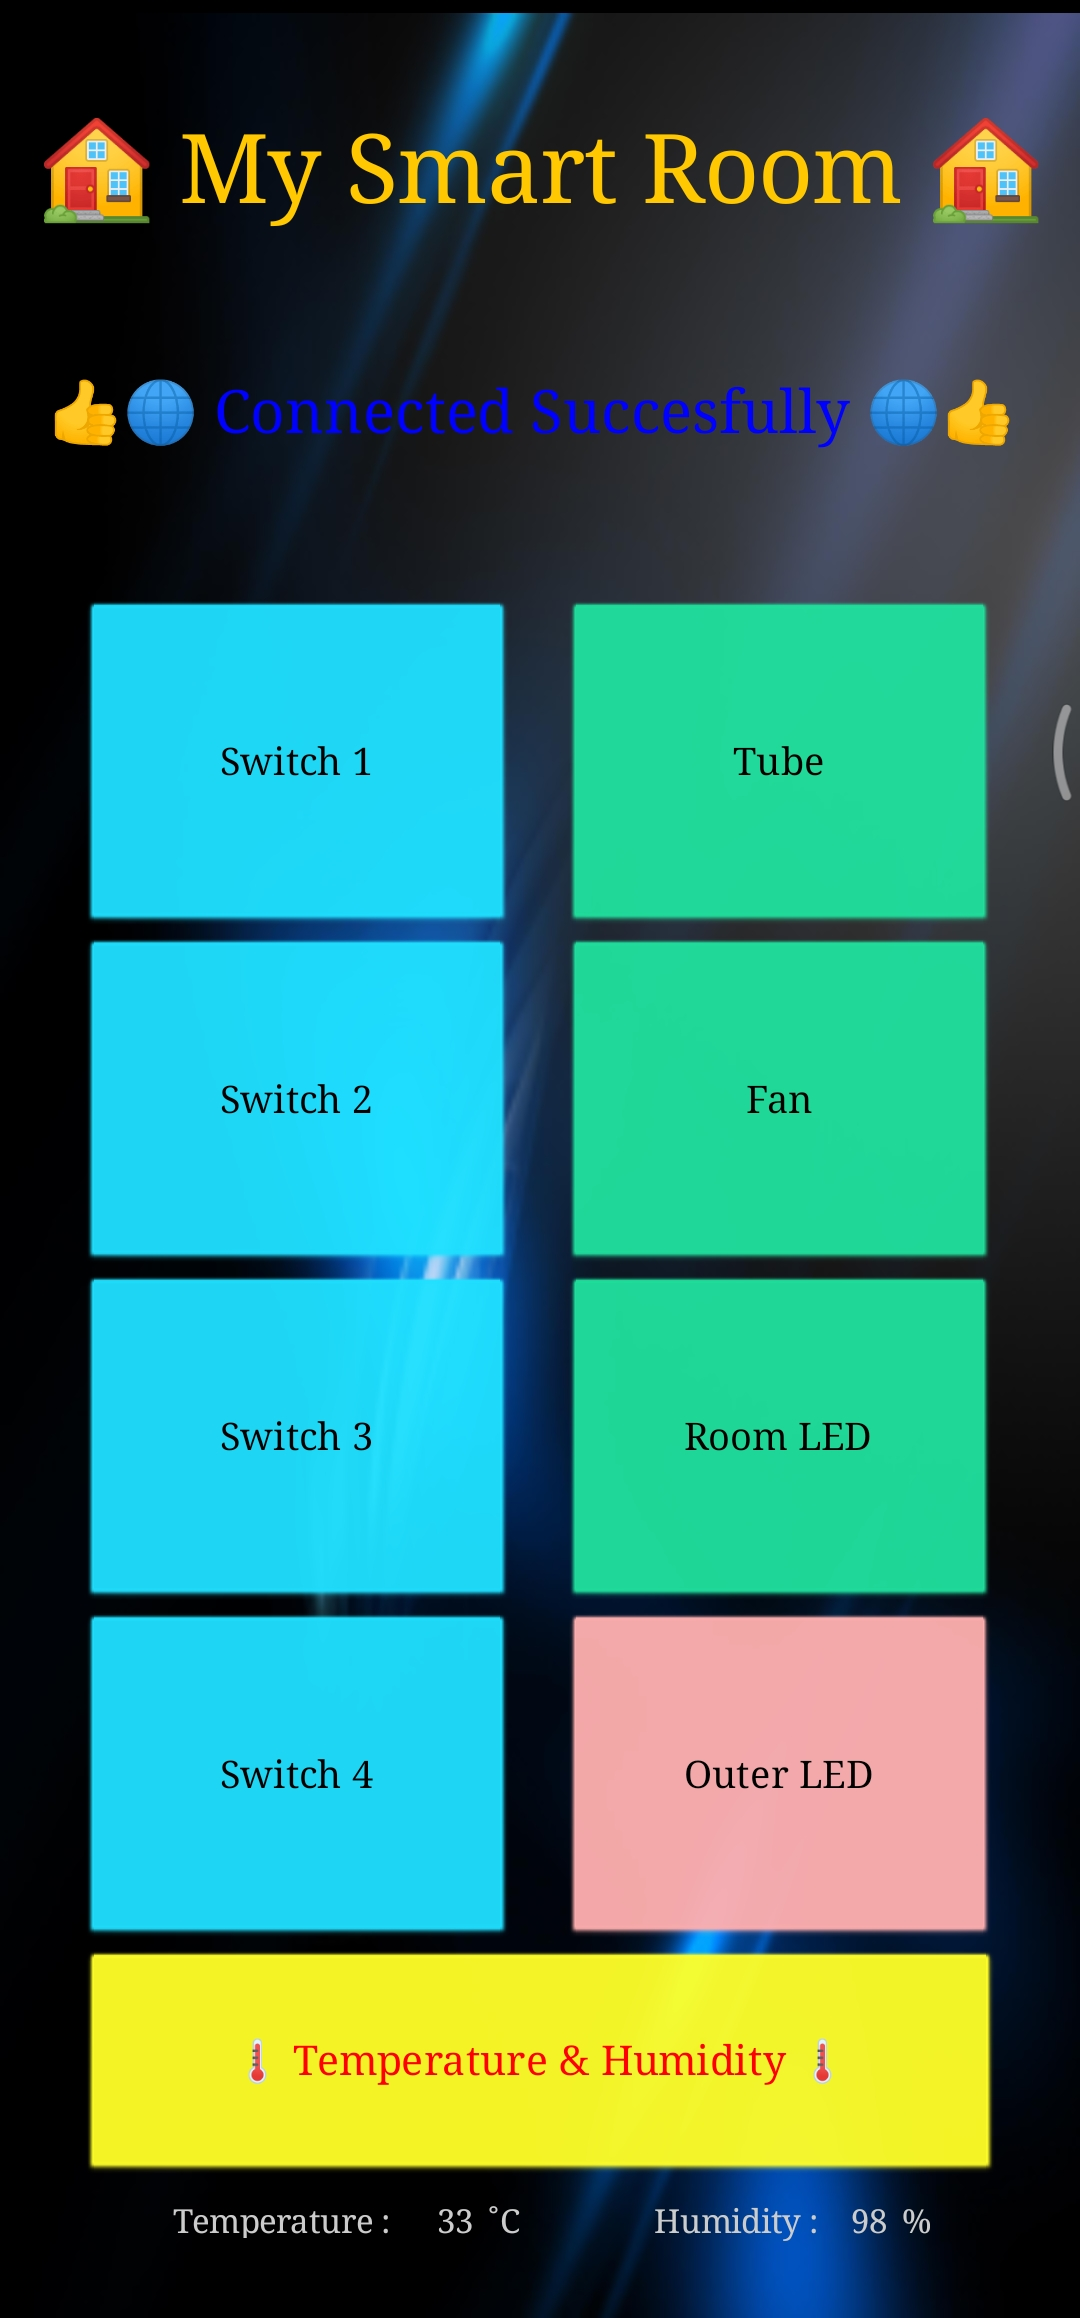 🏠 My Smart Room 🏠
👍🌐 Connected Succesfully 🌐👍
Switch 1 Tube
Switch 2 Fan
Switch 3 Room LED
Switch 4 Outer LED
🌡️ Temperature & Humidity 🌡️
Temperature : 33 °C Humidity : 98 %